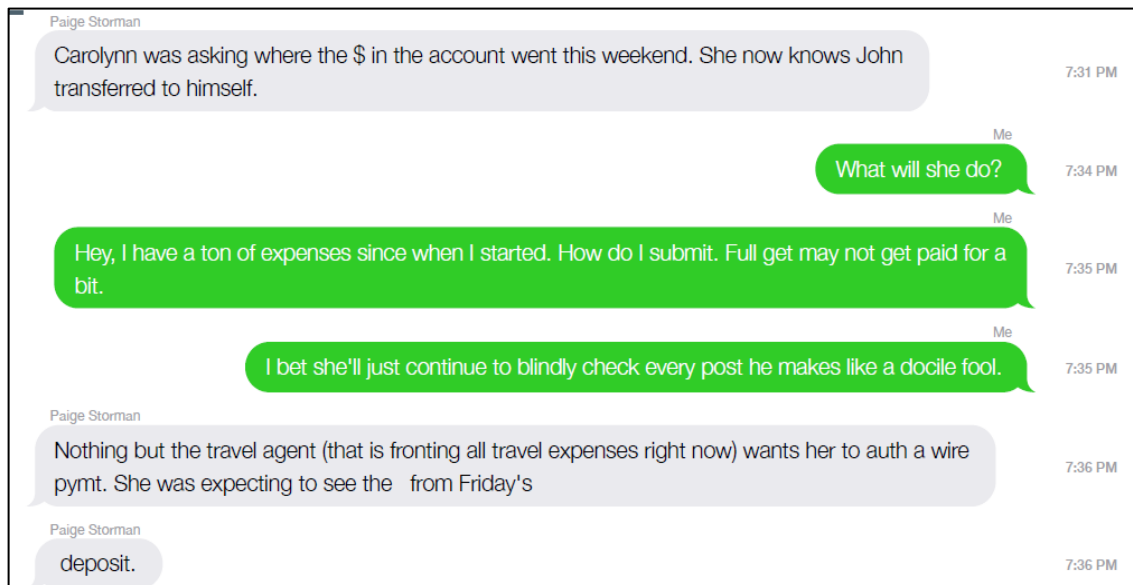 Paige Storman
Carolynn was asking where the $ in the account went this weekend. She now knows John
transferred to himself.
7:31 PM
Me
What will she do?
7:34 PM
Me
Hey, I have a ton of expenses since when I started. How do I submit. Full get may not get paid for a
bit.
7:35 PM
Me
I bet she'll just continue to blindly check every post he makes like a docile fool.
7:35 PM
Paige Storman
Nothing but the travel agent (that is fronting all travel expenses right now) wants her to auth a wire
pymt. She was expecting to see the from Friday's
7:36 PM
Paige Storman
deposit.
7:36 PM